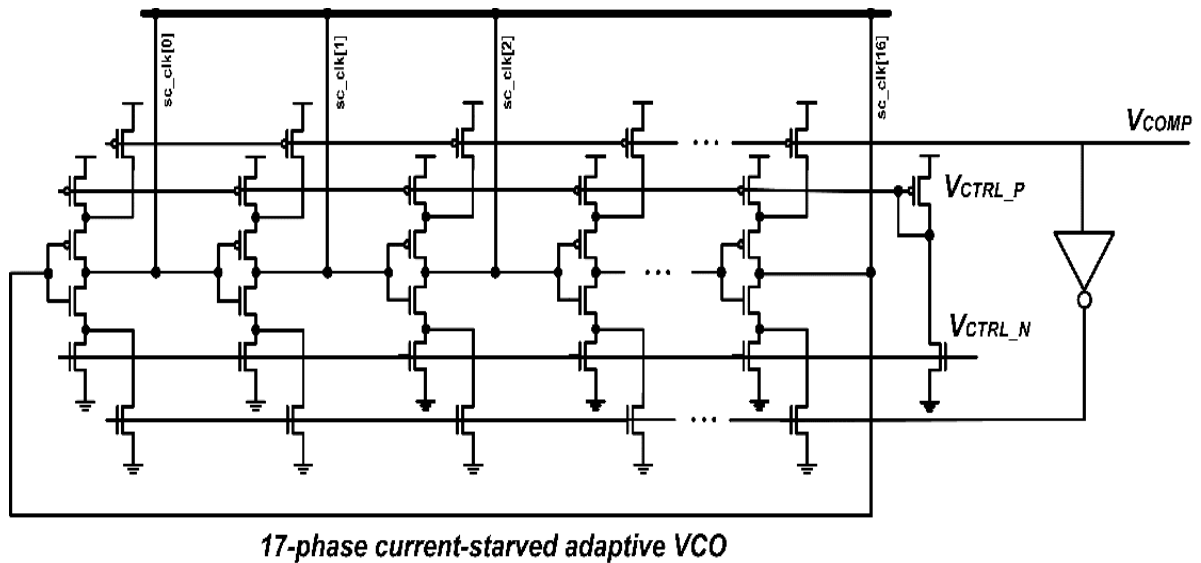 sc_clk[0]
sc_clk[1]
sc_clk[2]
sc_clk[16]
VCOMP
VCTRL_P
VCTRL_N
17-phase current-starved adaptive VCO